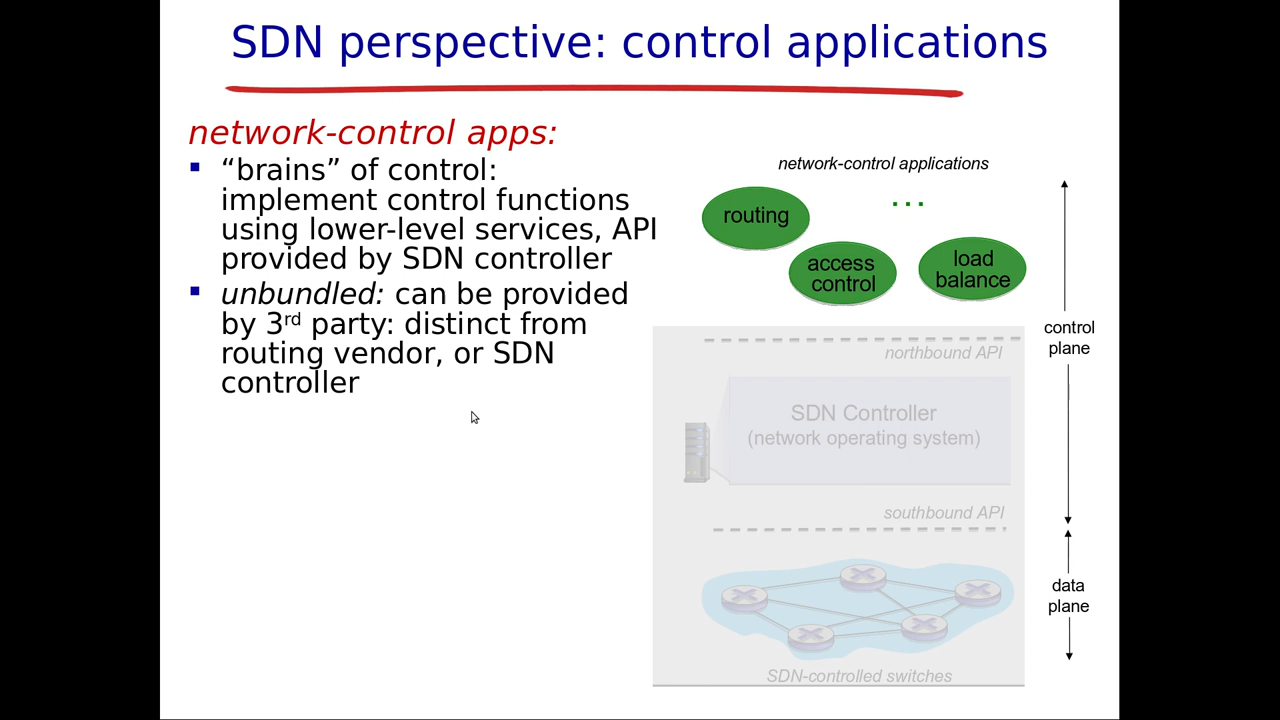 SDN perspective: control applications
network-control apps:
▪ “brains” of control:
implement control functions
using lower-level services, API
provided by SDN controller
▪ unbundled: can be provided
by 3rd party: distinct from
routing vendor, or SDN
controller
network-control applications
routing
...
access
control
load
balance
control
plane
northbound API
SDN Controller
(network operating system)
southbound API
data
plane
SDN-controlled switches